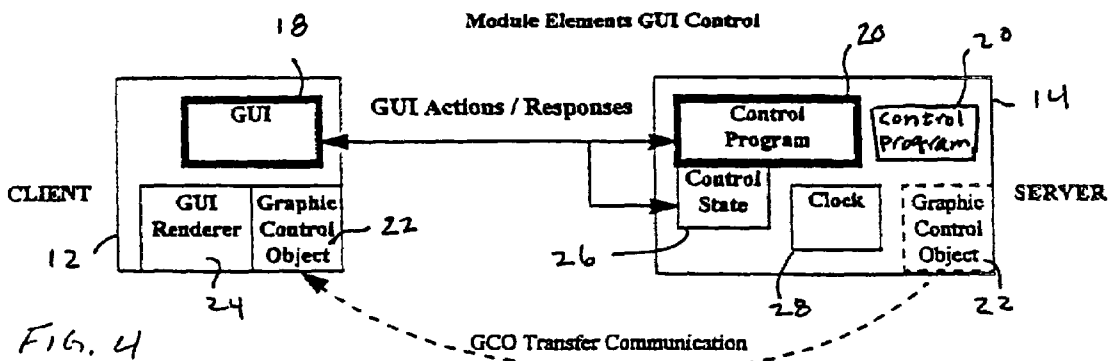 Module Elements GUI Control
18
20
20
14
GUI
GUI Actions / Responses
Control
Program
control
program
CLIENT
SERVER
GUI
Renderer
Graphic
Control
Object
22
Control
State
Clock
Graphic
Control
Object
12
24
26
28
22
FIG. 4
GCO Transfer Communication